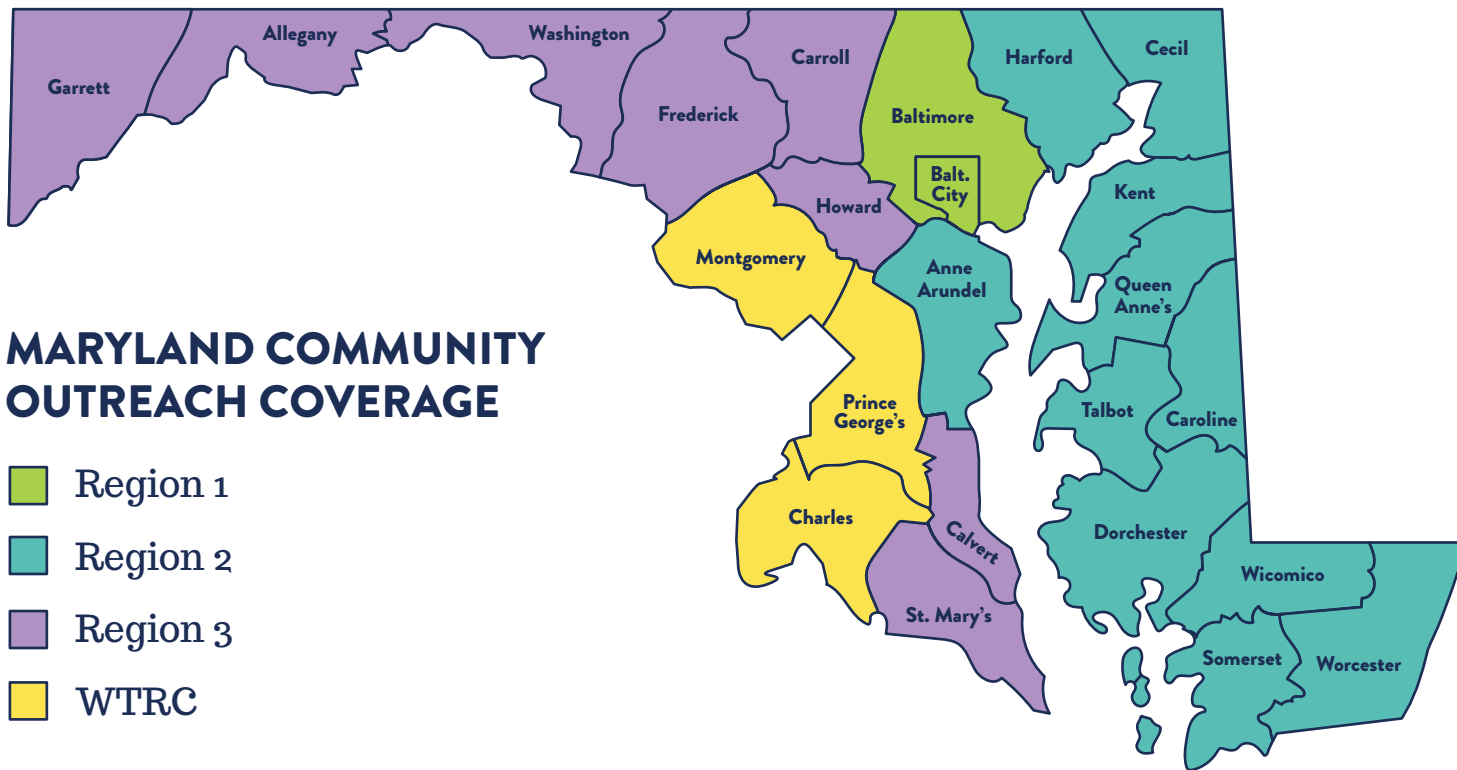 Garrett
Allegany
Washington
Frederick
Carroll
Baltimore
Balt.
City
Harford
Cecil
Kent
Howard
Montgomery
Anne
Arundel
Queen
Anne's
MARYLAND COMMUNITY
OUTREACH COVERAGE
Prince
George's
Talbot
Caroline
Charles
Calvert
Dorchester
Wicomico
St. Mary's
Somerset
Worcester
Region 1
Region 2
Region 3
WTRC